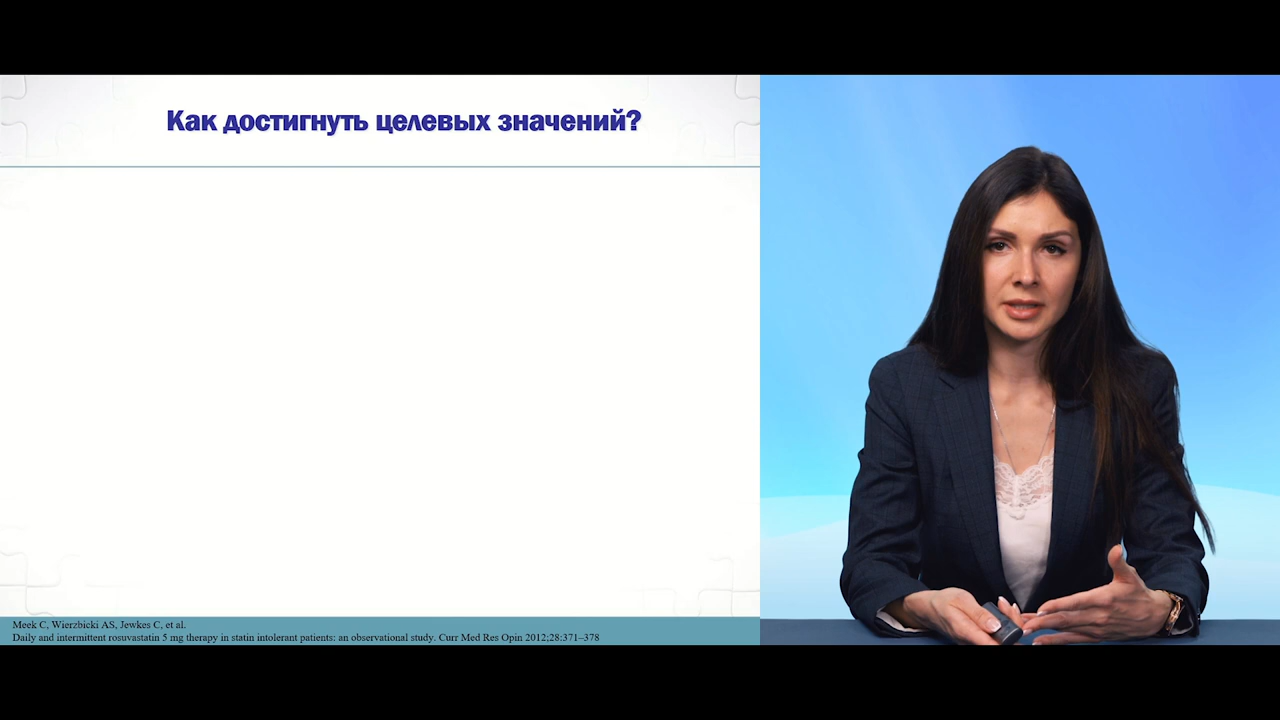 Как достигнуть целевых значений?
Meek C, Wierzbicki AS, Jewkes C, et al.
Daily and intermittent rosuvastatin 5 mg therapy in statin intolerant patients: an observational study. Curr Med Res Opin 2012;28:371–378